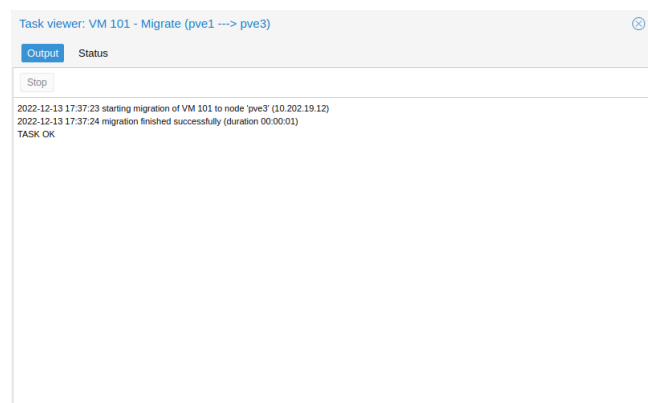 Task viewer: VM 101 - Migrate (pve1 ---> pve3)
Output Status
Stop
2022-12-13 17:37:23 starting migration of VM 101 to node 'pve3' (10.202.19.12)
2022-12-13 17:37:24 migration finished successfully (duration 00:00:01)
TASK OK